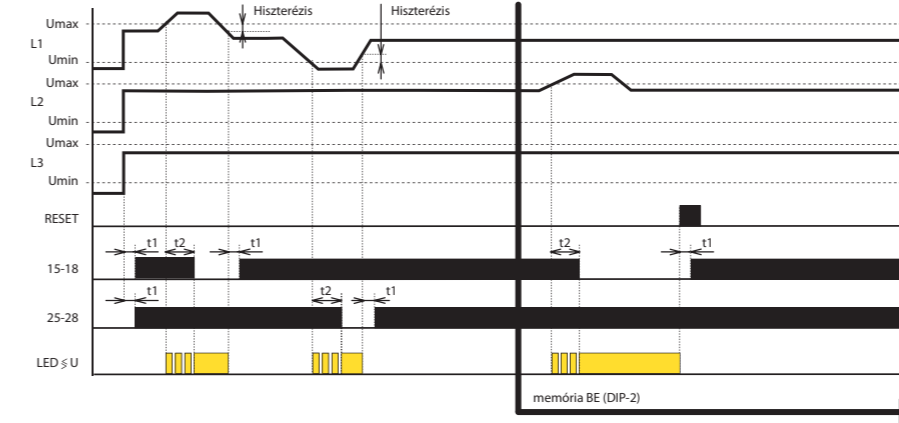 Hiszterézis
Hiszterézis
Umax
L1
Umin
Umax
L2
Umin
Umax
L3
Umin
RESET
t1
t2
t1
t2
t1
15-18
t1
t2
t1
25-28
LED ≶ U
memória BE (DIP-2)